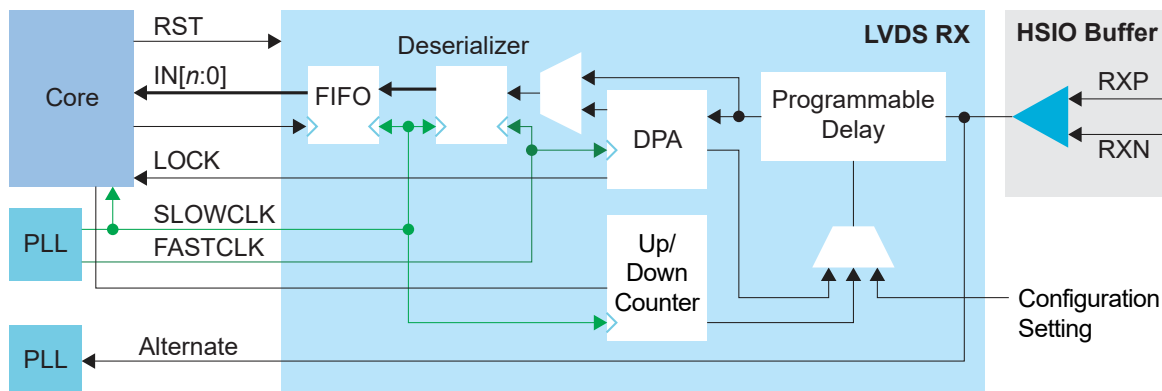 LVDS RX
HSIO Buffer
RST
Deserializer
IN[n:0]
Core
FIFO
Programmable
Delay
RXP
RXN
DPA
LOCK
SLOWCLK
PLL
FASTCLK
Up/
Down
Counter
Configuration
Setting
Alternate
PLL